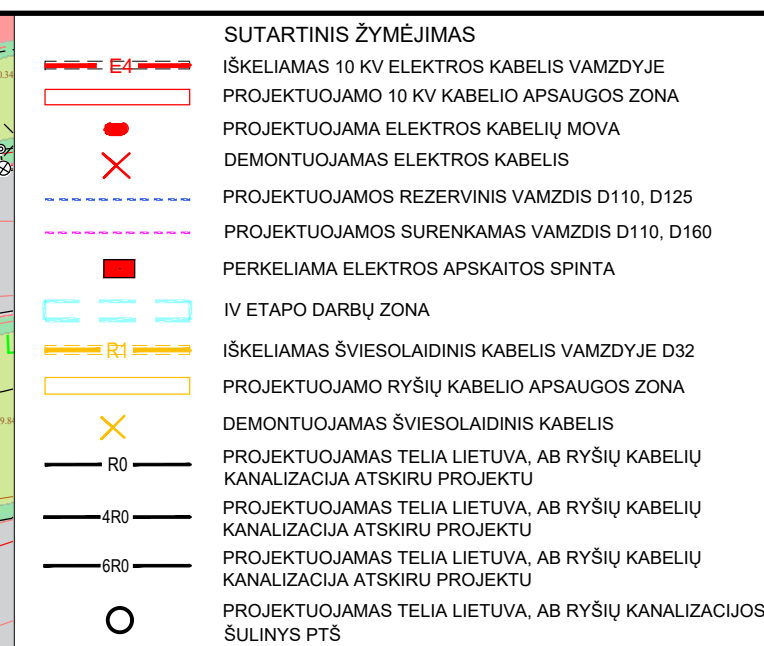 SUTARTINIS ŽYMĖJIMAS
E4 IŠKELIAMAS 10 KV ELEKTROS KABELIS VAMZDYJE
PROJEKTUOJAMO 10 KV KABELIO APSAUGOS ZONA
PROJEKTUOJAMA ELEKTROS KABELIŲ MOVA
DEMONTUOJAMAS ELEKTROS KABELIS
PROJEKTUOJAMOS REZERVINIS VAMZDIS D110, D125
PROJEKTUOJAMOS SURENKAMAS VAMZDIS D110, D160
PERKELIAMA ELEKTROS APSKAITOS SPINTA
IV ETAPO DARBŲ ZONA
R1 IŠKELIAMAS ŠVIESOLAIDINIS KABELIS VAMZDYJE D32
PROJEKTUOJAMO RYŠIŲ KABELIO APSAUGOS ZONA
DEMONTUOJAMAS ŠVIESOLAIDINIS KABELIS
R0 PROJEKTUOJAMAS TELIA LIETUVA, AB RYŠIŲ KABELIŲ
KANALIZACIJA ATSKIRU PROJEKTU
4R0 PROJEKTUOJAMAS TELIA LIETUVA, AB RYŠIŲ KABELIŲ
KANALIZACIJA ATSKIRU PROJEKTU
6R0 PROJEKTUOJAMAS TELIA LIETUVA, AB RYŠIŲ KABELIŲ
KANALIZACIJA ATSKIRU PROJEKTU
PROJEKTUOJAMAS TELIA LIETUVA, AB RYŠIŲ KANALIZACIJOS
ŠULINYS PTŠ